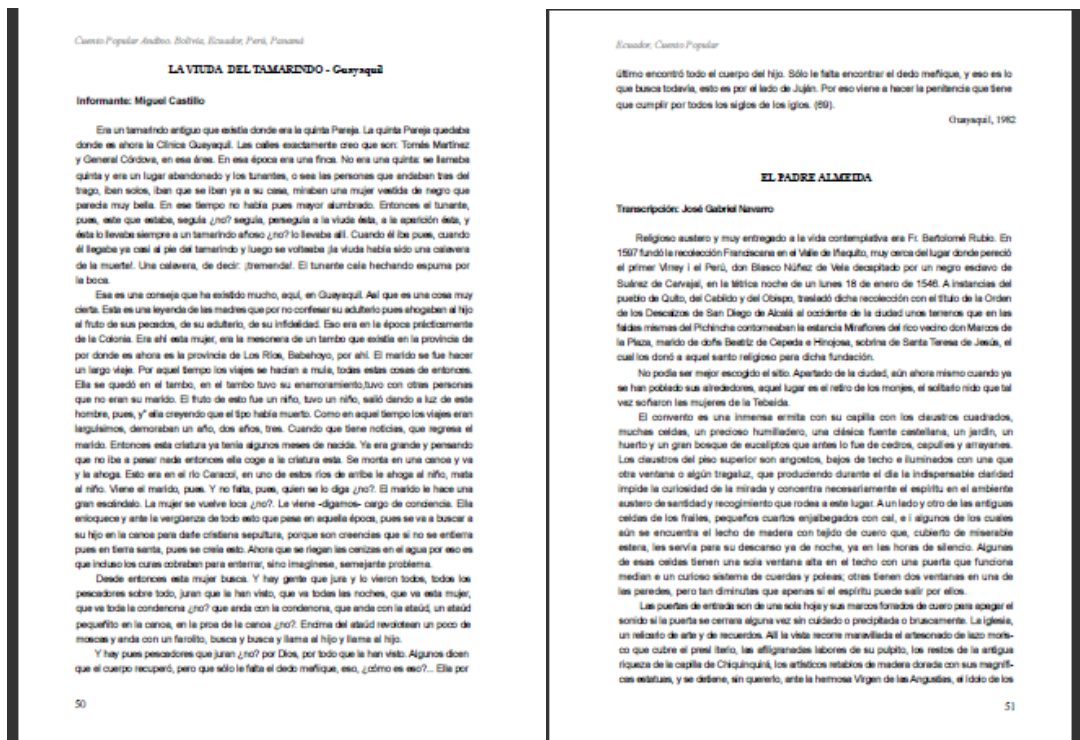 Cuento Popular Andino. Bolivia, Ecuador, Perú, Panamá
LA VIUDA DEL TAMARINDO - Guayaquil
Informante: Miguel Castillo
Era un tamarindo antiguo que existía donde era la quinta Pareja. La quinta Pareja quedaba
donde es ahora la Clínica Guayaquil. Las calles exactamente creo que son: Tomás Martínez
y General Córdova, en esa área. En esa época era una finca. No era una quinta: se llamaba
quinta y era un lugar abandonado y los tunantes, o sea las personas que andaban tras del
trago, iban solos, iban que se iban ya a su casa, miraban una mujer vestida de negro que
parecía muy bella. En ese tiempo no había pues mayor alumbrado. Entonces el tunante,
pues, este que estaba, seguía ¿no? seguía, perseguía a la viuda ésta, a la aparición ésta, y
ésta lo llevaba siempre a un tamarindo añoso ¿no? lo llevaba allí. Cuando él iba pues, cuando
él llegaba ya casi al pie del tamarindo y luego se volteaba ¡la viuda había sido una calavera
de la muerte!. Una calavera, de decir: ¡tremenda!. El tunante caía hechando espuma por
la boca.
Esa es una conseja que ha existido mucho, aquí, en Guayaquil. Así que es una cosa muy
cierta. Esta es una leyenda de las madres que por no confesar su adulterio pues ahogaban al hijo
al fruto de sus pecados, de su adulterio, de su infidelidad. Eso era en la época prácticamente
de la Colonia. Era ahí esta mujer, era la mesonera de un tambo que existía en la provincia de
por donde es ahora es la provincia de Los Ríos, Babahoyo, por ahí. El marido se fue hacer
un largo viaje. Por aquel tiempo los viajes se hacían a mula, todas estas cosas de entonces.
Ella se quedó en el tambo, en el tambo tuvo su enamoramiento,tuvo con otras personas
que no eran su marido. El fruto de esto fue un niño, tuvo un niño, salió dando a luz de este
hombre, pues, y" ella creyendo que el tipo había muerto. Como en aquel tiempo los viajes eran
larguísimos, demoraban un año, dos años, tres. Cuando que tiene noticias, que regresa el
marido. Entonces esta criatura ya tenía algunos meses de nacida. Ya era grande y pensando
que no iba a pasar nada entonces ella coge a la criatura esta. Se monta en una canoa y va
y la ahoga. Esto era en el río Caracol, en uno de estos ríos de arriba le ahoga al niño, mata
al niño. Viene el marido, pues. Y no falta, pues, quien se lo diga ¿no?. El marido le hace una
gran escándalo. La mujer se vuelve loca ¿no?. Le viene -digamos- cargo de conciencia. Ella
enloquece y ante la vergüenza de todo esto que pasa en aquella época, pues se va a buscar a
su hijo en la canoa para darle cristiana sepultura, porque son creencias que si no se entierra
pues en tierra santa, pues se creía esto. Ahora que se riegan las cenizas en el agua por eso es
que incluso los curas cobraban para enterrar, sino imagínese, semejante problema.
Desde entonces esta mujer busca. Y hay gente que jura y lo vieron todos, todos los
pescadores sobre todo, juran que la han visto, que va todas las noches, que va esta mujer,
que va toda la condenona ¿no? que anda con la condenona, que anda con el ataúd, un ataúd
pequeñito en la canoa, en la proa de la canoa ¿no?. Encima del ataúd revolotean un poco de
moscas y anda con un farolito, busca y busca y llama al hijo y llama al hijo.
Y hay pues pescadores que juran ¿no? por Dios, por todo que la han visto. Algunos dicen
que el cuerpo recuperó, pero que sólo le falta el dedo meñique, eso, ¿cómo es eso?... Ella por
50
Ecuador, Cuento Popular
último encontró todo el cuerpo del hijo. Sólo le falta encontrar el dedo meñique, y eso es lo
que busca todavía, esto es por el lado de Juján. Por eso viene a hacer la penitencia que tiene
que cumplir por todos los siglos de los iglos. (69).
Guayaquil, 1982
EL PADRE ALMEIDA
Transcripción: José Gabriel Navarro
Religioso austero y muy entregado a la vida contemplativa era Fr. Bartolomé Rubio. En
1597 fundó la recolección Franciscana en el Valle de Iñaquito, muy cerca del lugar donde pereció
el primer Virrey i el Perú, don Blasco Núñez de Vela decapitado por un negro esclavo de
Suárez de Carvajal, en la tétrica noche de un lunes 18 de enero de 1546. A instancias del
pueblo de Quito, del Cabildo y del Obispo, trasladó dicha recolección con el título de la Orden
de los Descalzos de San Diego de Alcalá al occidente de la ciudad unos terrenos que en las
faldas mismas del Pichincha contorneaban la estancia Miraflores del rico vecino don Marcos de
la Plaza, marido de doña Beatriz de Cepeda e Hinojosa, sobrina de Santa Teresa de Jesús, el
cual los donó a aquel santo religioso para dicha fundación.
No podía ser mejor escogido el sitio. Apartado de la ciudad, aún ahora mismo cuando ya
se han poblado sus alrededores, aquel lugar es el retiro de los monjes, el solitario nido que tal
vez soñaron las mujeres de la Tebaida.
El convento es una inmensa ermita con su capilla con los claustros cuadrados,
muchas celdas, un precioso humilladero, una clásica fuente castellana, un jardín, un
huerto y un gran bosque de eucaliptos que antes lo fue de cedros, capulíes y arrayanes.
Los claustros del piso superior son angostos, bajos de techo e iluminados con una que
otra ventana o algún tragaluz, que produciendo durante el día la indispensable claridad
impide la curiosidad de la mirada y concentra necesariamente el espíritu en el ambiente
austero de santidad y recogimiento que rodea a este lugar. A un lado y otro de las antiguas
celdas de los frailes, pequeños cuartos enjalbegados con cal, e i algunos de los cuales
aún se encuentra el lecho de madera con tejido de cuero que, cubierto de miserable
estera, les servía para su descanso ya de noche, ya en las horas de silencio. Algunas
de esas celdas tienen una sola ventana alta en el techo con una puerta que funciona
median e un curioso sistema de cuerdas y poleas; otras tienen dos ventanas en una de
las paredes, pero tan diminutas que apenas si el espíritu puede salir por ellos.
Las puertas de entrada son de una sola hoja y sus marcos forrados de cuero para apagar el
sonido si la puerta se cerrara alguna vez sin cuidado o precipitada o bruscamente. La iglesia,
un relicario de arte y de recuerdos. Allí la vista recorre maravillada el artesonado de lazo moris-
co que cubre el presi iterio, las afiligranadas labores de su pulpito, los restos de la antigua
riqueza de la capilla de Chiquinquirá, los artísticos retablos de madera dorada con sus magnífi-
cas estatuas, y se detiene, sin quererlo, ante la hermosa Virgen de las Angustias, el ídolo de los
51